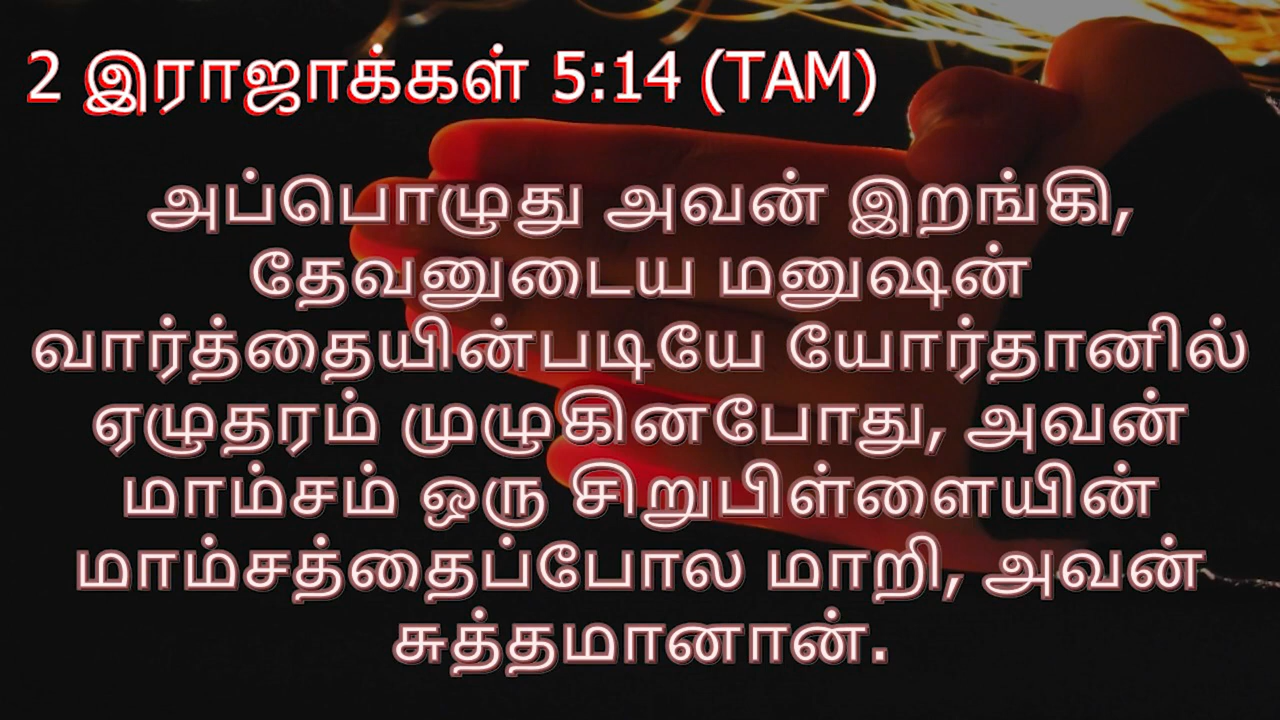 2 இராஜாக்கள் 5:14 (TAM)
அப்பொழுது அவன் இறங்கி,
தேவனுடைய மனுஷன்
வார்த்தையின்படியே யோர்தானில்
ஏழுதரம் முழுகினபோது, அவன்
மாம்சம் ஒரு சிறுபிள்ளையின்
மாம்சத்தைப்போல மாறி, அவன்
சுத்தமானான்.